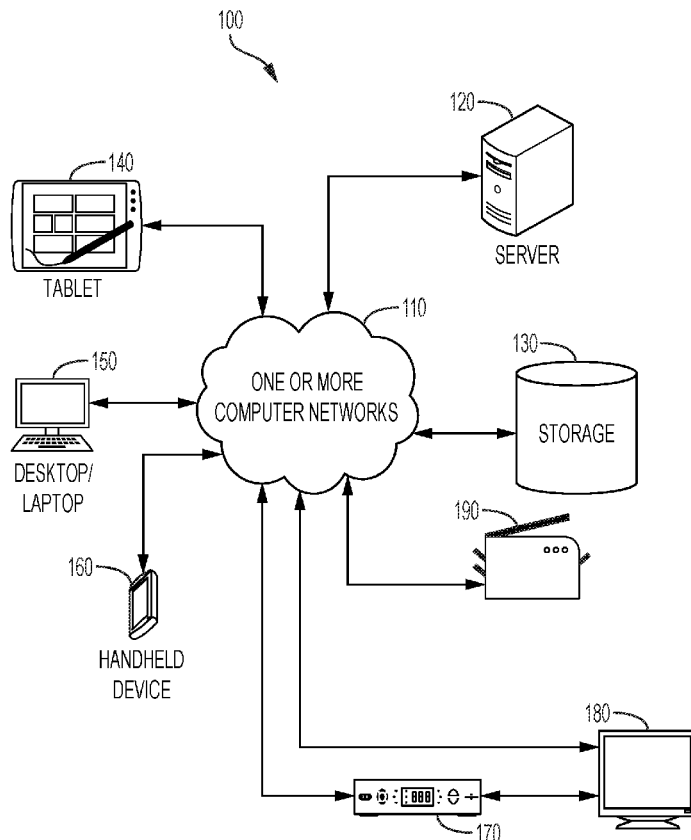 100
120
SERVER
140
TABLET
110
ONE OR MORE
COMPUTER NETWORKS
130
STORAGE
150
DESKTOP/
LAPTOP
190
160
HANDHELD
DEVICE
180
888
170